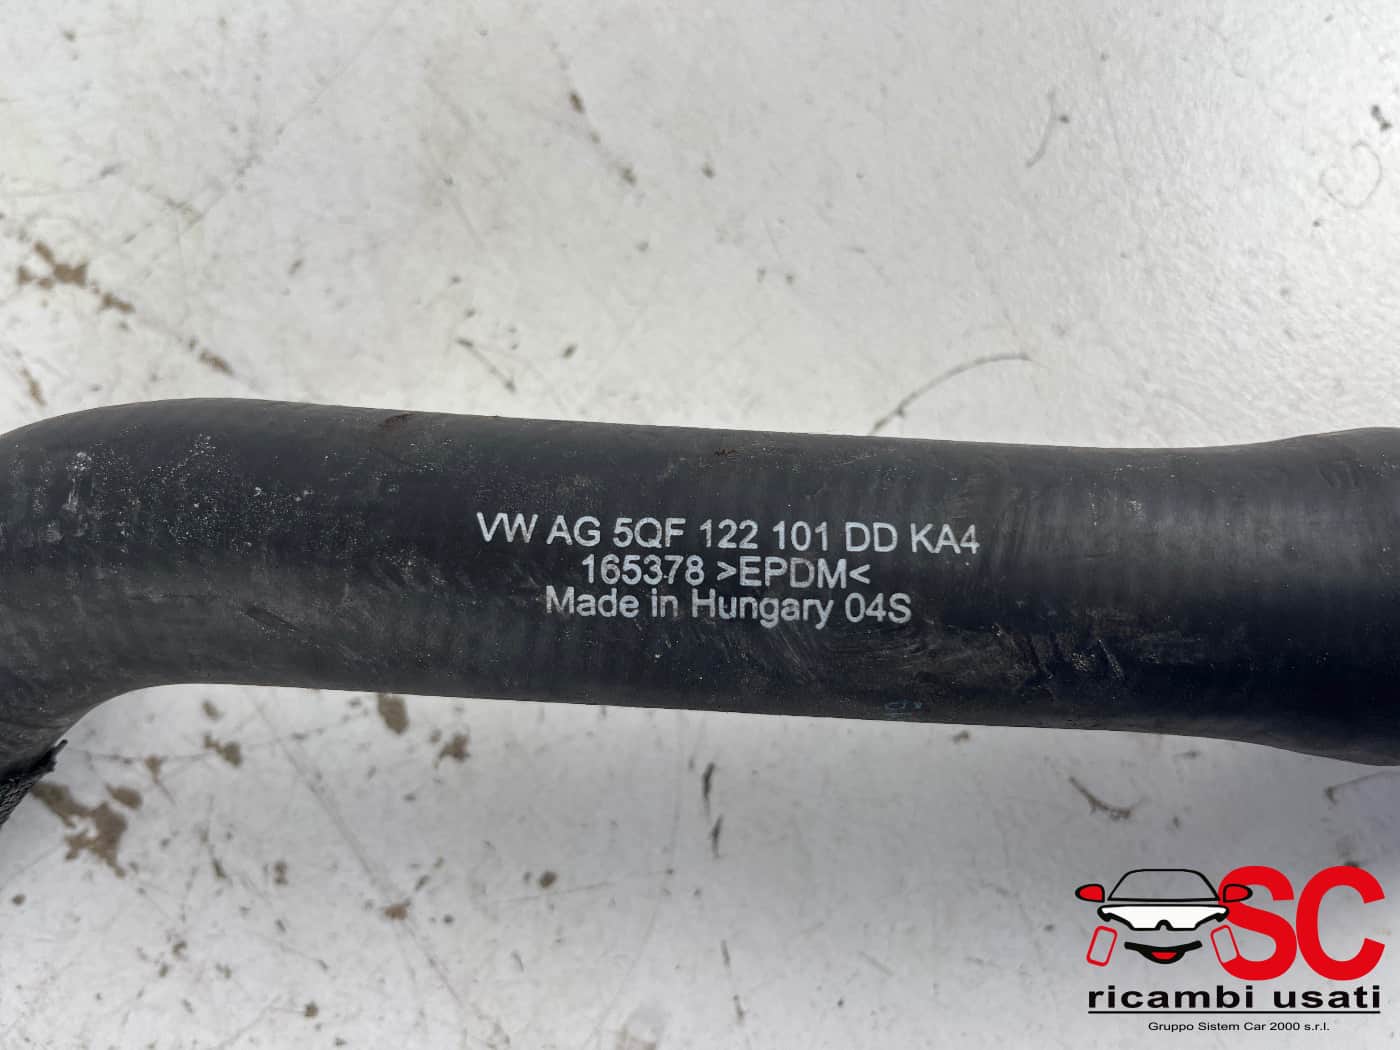 VW AG 5QF 122 101 DD KA4
165378 >EPDM<
Made in Hungary 04S
SC
ricambi usati
Gruppo Sistem Car 2000 s.r.l.